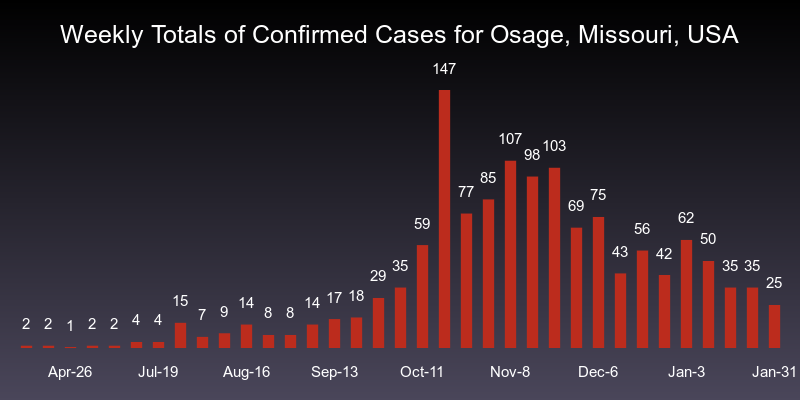 Weekly Totals of Confirmed Cases for Osage, Missouri, USA
2 2 1 2 2 4 4 15 7 9 14 8 8 14 17 18 29 35 59 147 77 85 107 98 103 69 75 43 56 42 62 50 35 35 25
Apr-26 Jul-19 Aug-16 Sep-13 Oct-11 Nov-8 Dec-6 Jan-3 Jan-31